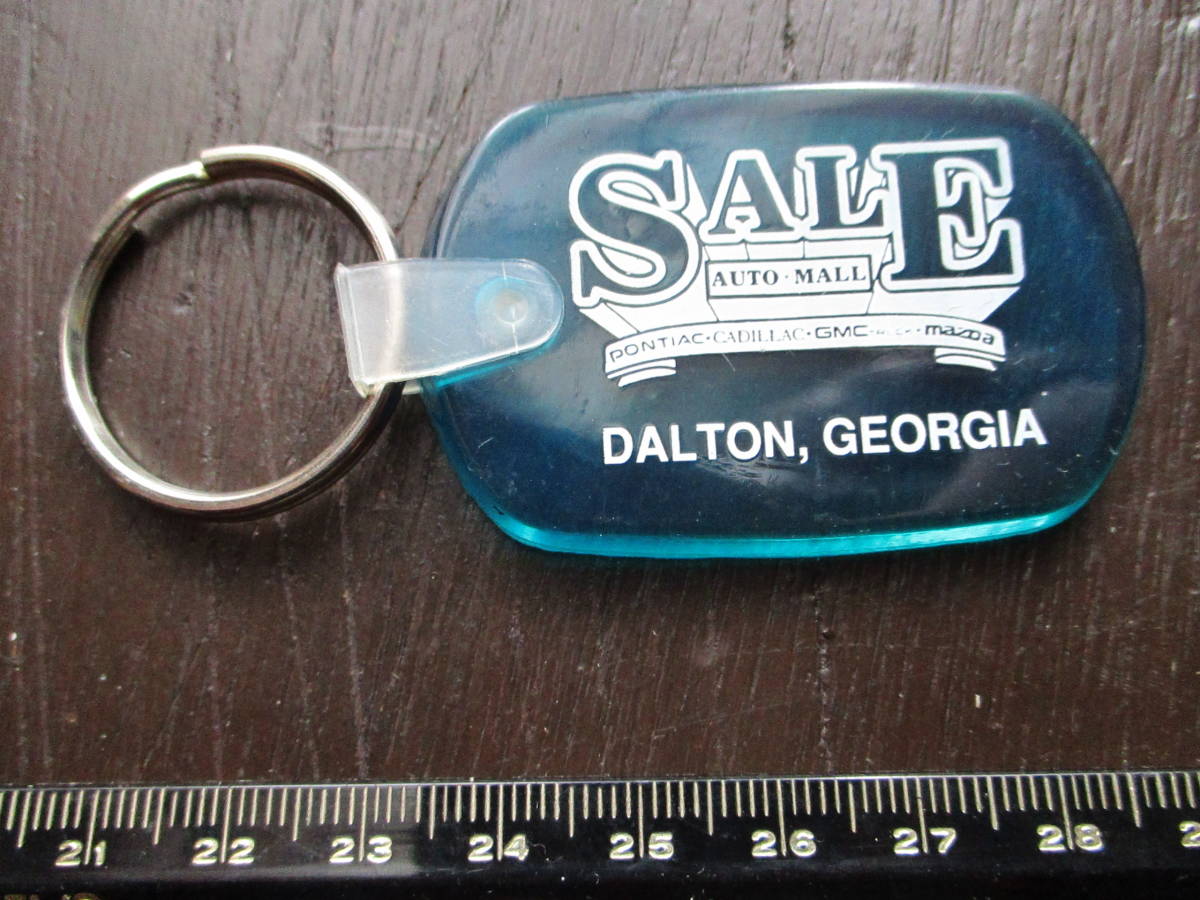 SALE
AUTO · MALL
PONTIAC · CADILLAC · GMC · mazda
DALTON, GEORGIA
21 22 23 24 25 26 27 28